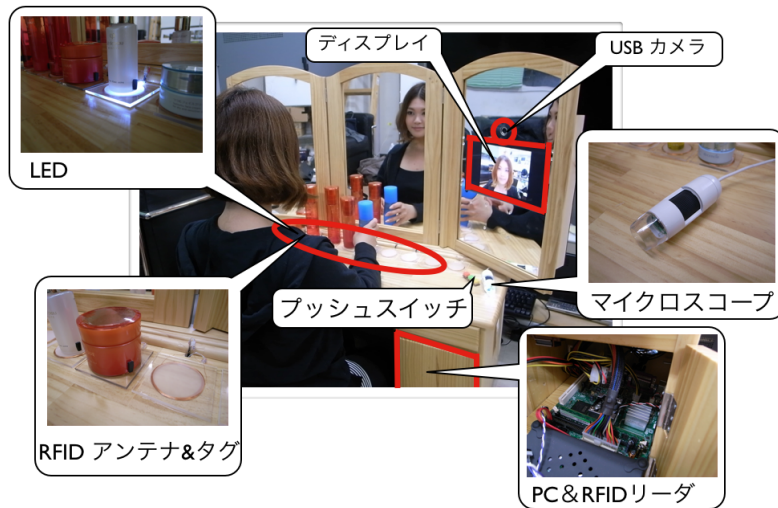 ディスプレイ
USB カメラ
LED
プッシュスイッチ
マイクロスコープ
RFID アンテナ&タグ
PC&RFIDリーダ